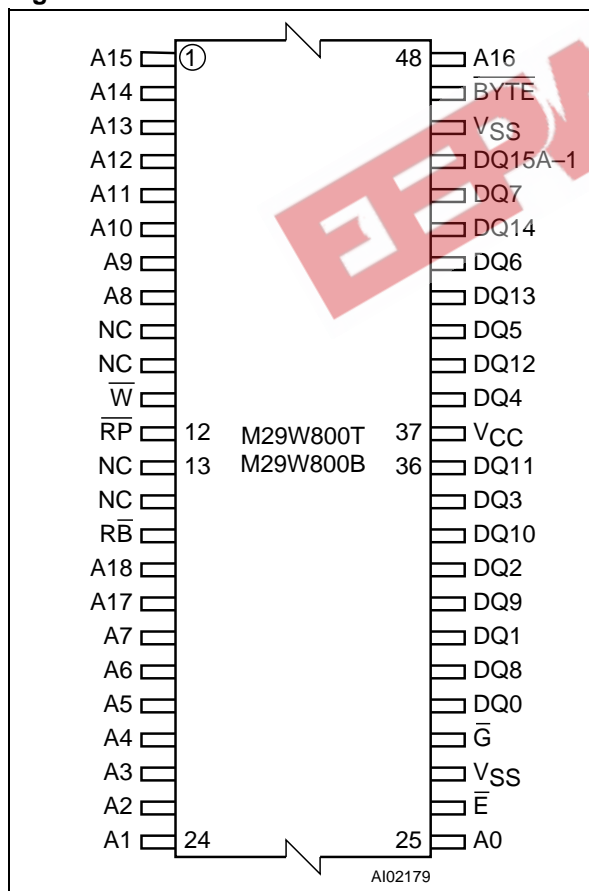 A15 ① 48 A16
A14 B̅Y̅T̅E̅
A13 VSS
A12 DQ15A–1
A11 DQ7
A10 DQ14
A9 DQ6
A8 DQ13
NC DQ5
NC DQ12
W̅ DQ4
R̅P̅ 12 M29W800T 37 VCC
NC 13 M29W800B 36 DQ11
NC DQ3
RB̅ DQ10
A18 DQ2
A17 DQ9
A7 DQ1
A6 DQ8
A5 DQ0
A4 G̅
A3 VSS
A2 E̅
A1 24 25 A0
AI02179